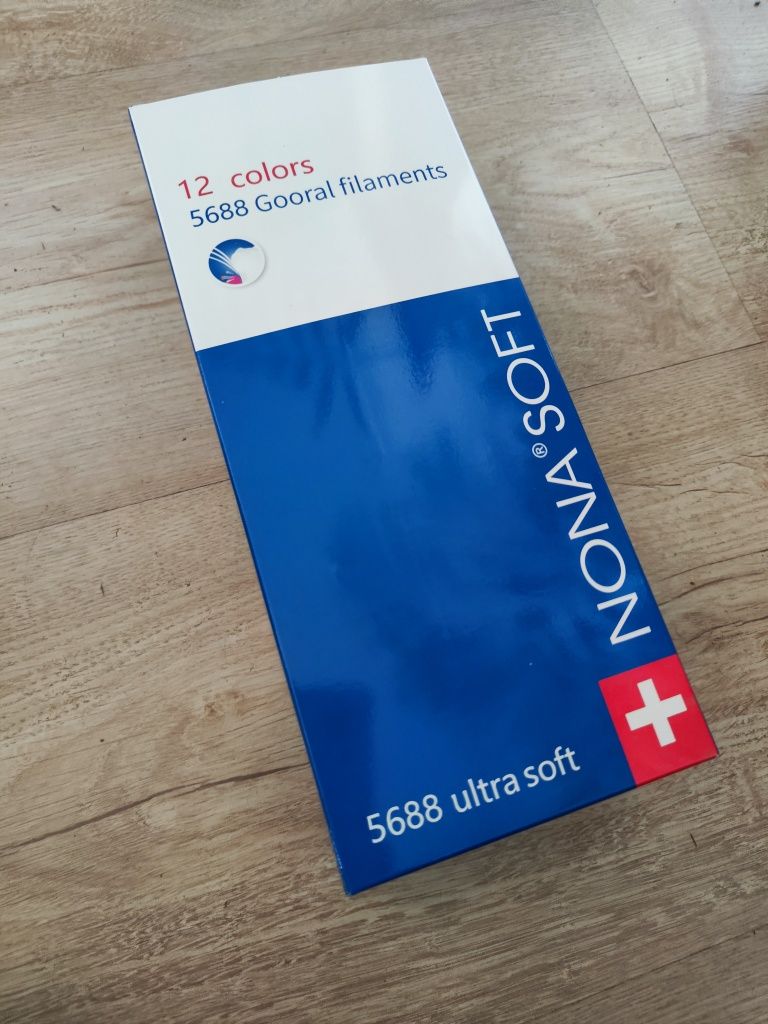 12 colors
5688 Gooral filaments
NONA® SOFT
5688 ultra soft